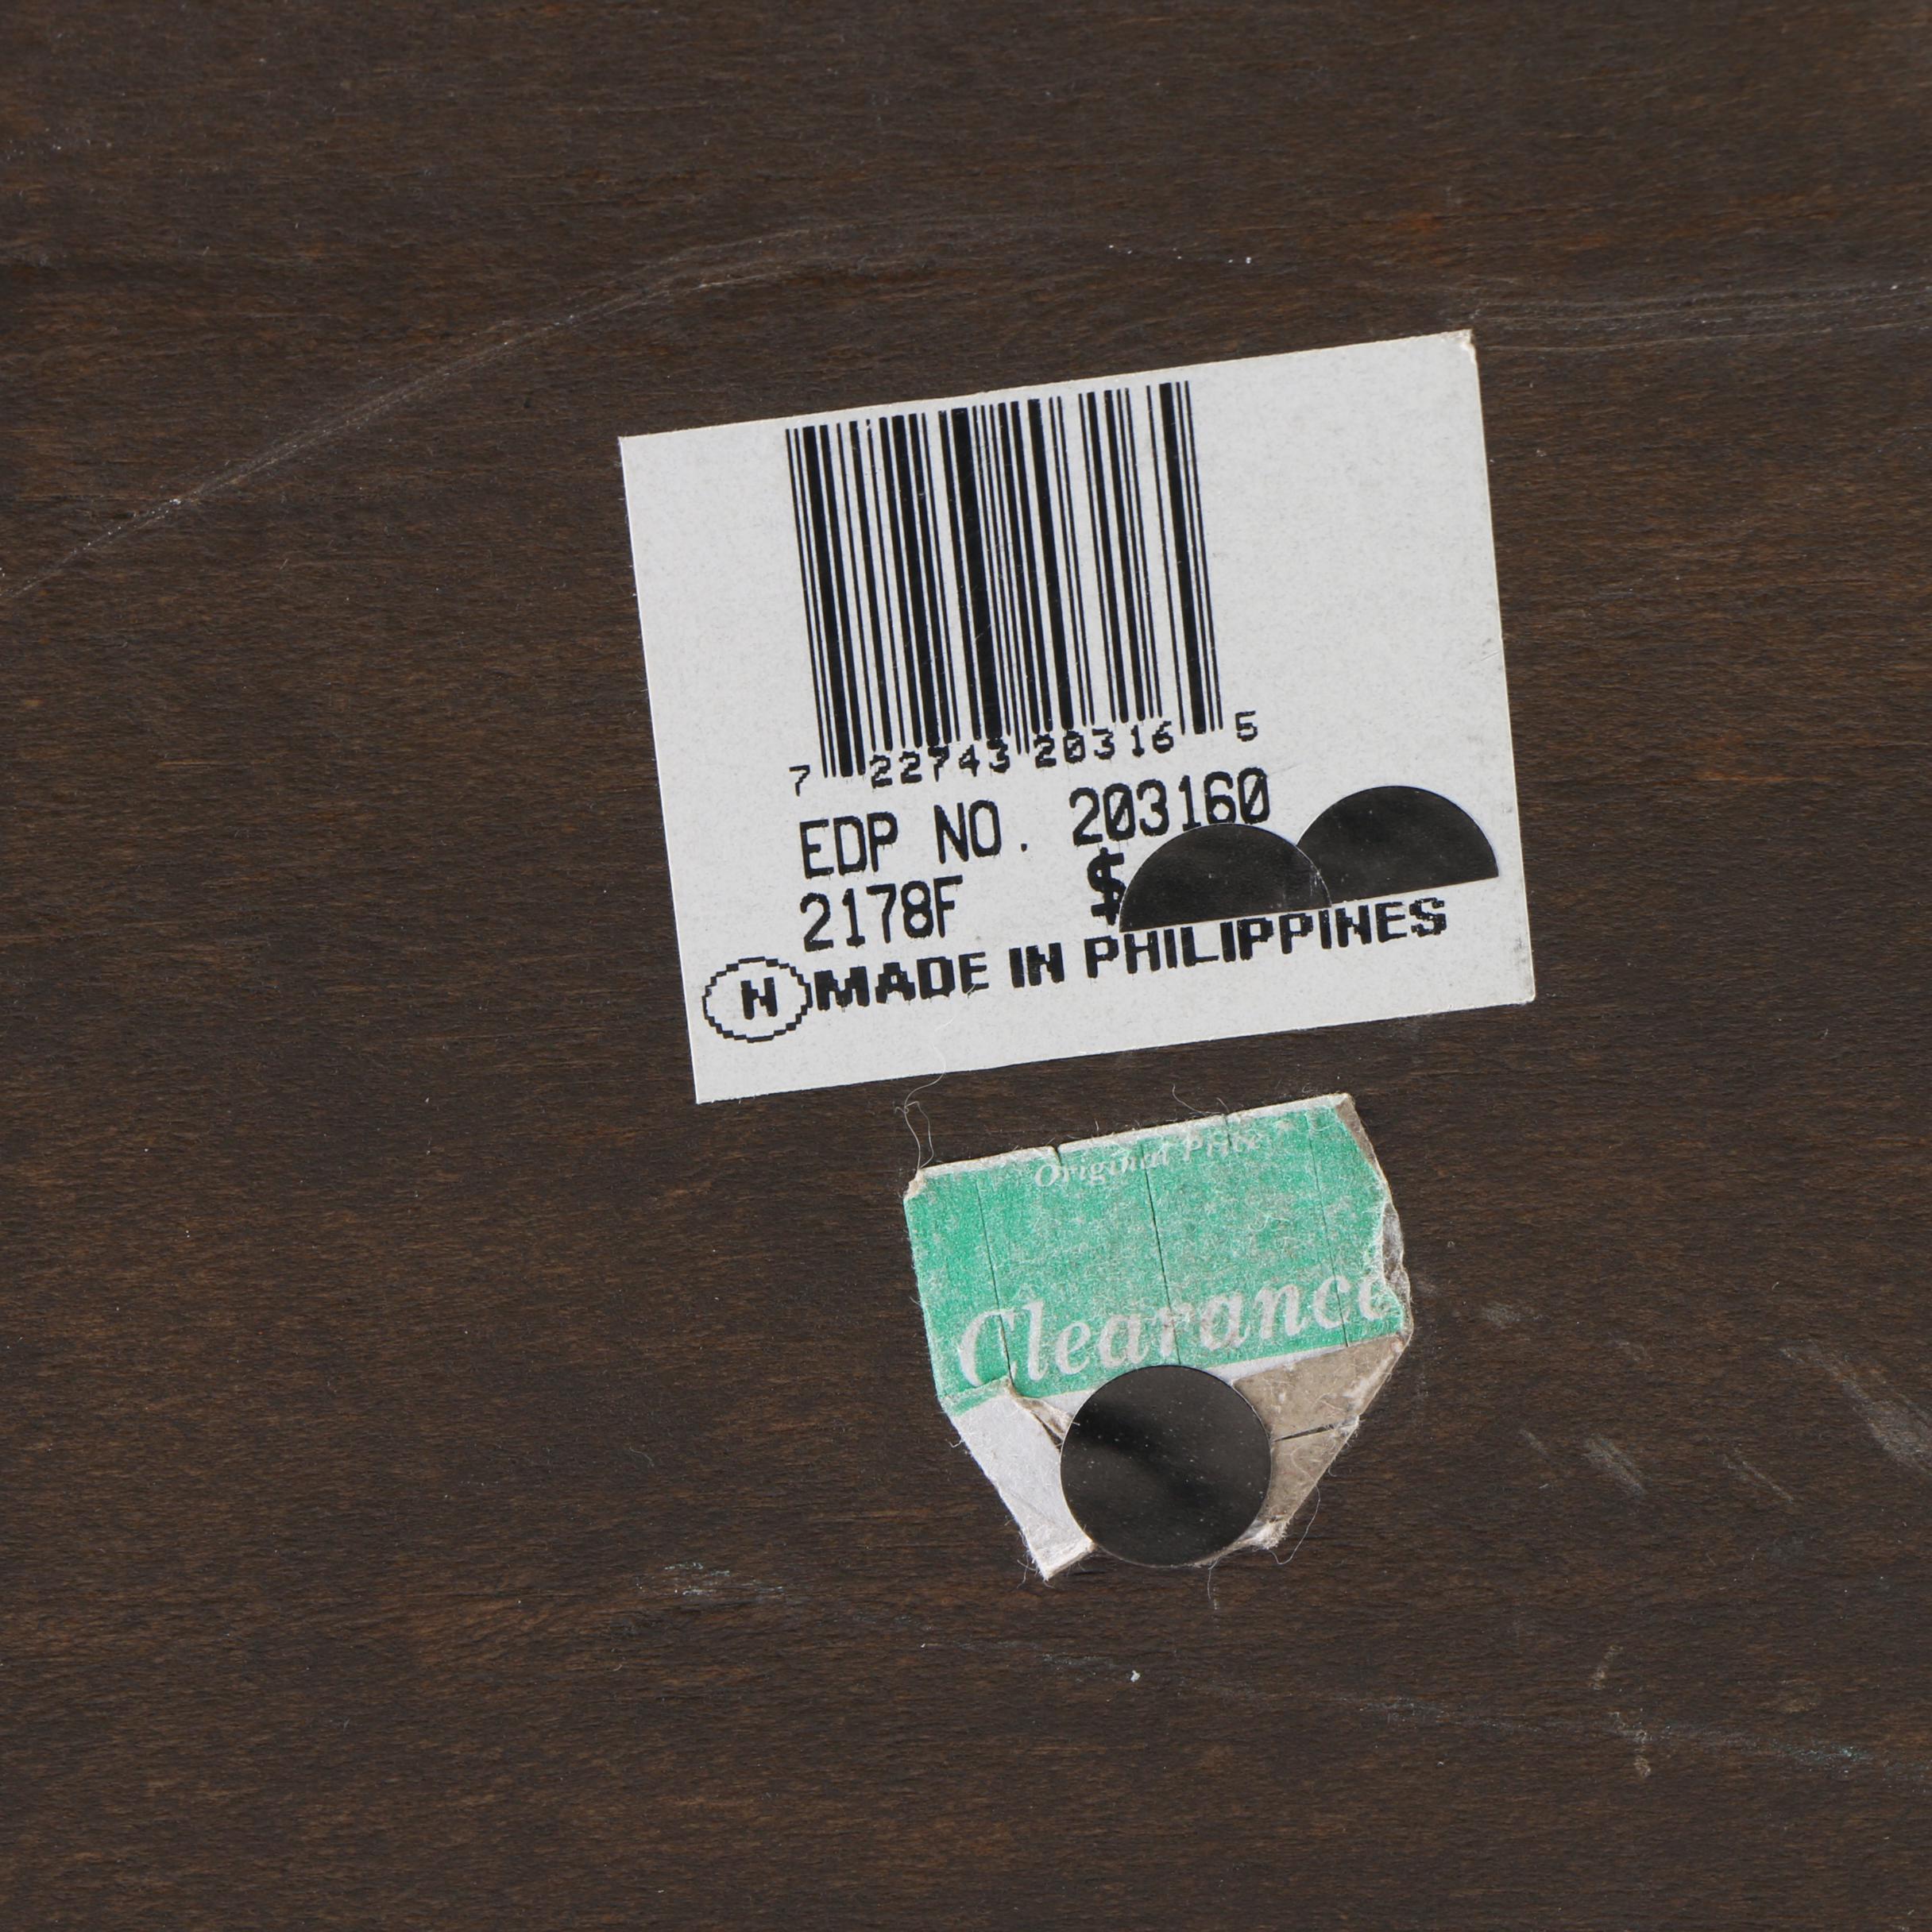 7 22743 20316 5
EDP NO. 203160
2178F $
N MADE IN PHILIPPINES
Original Price
Clearance